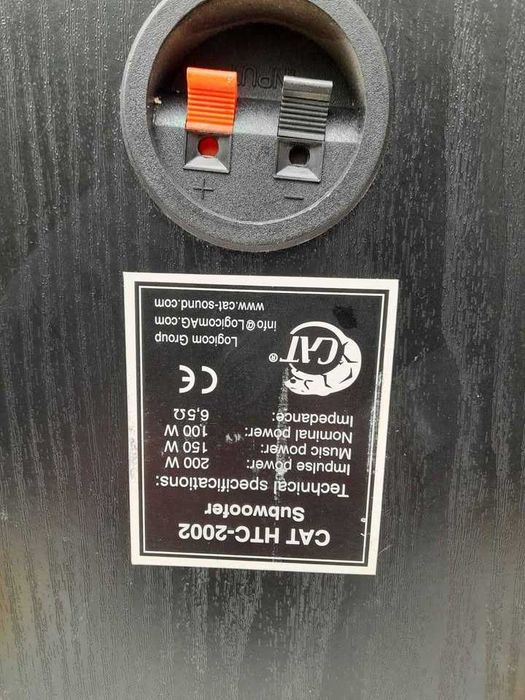 CAT HTC-2002
Subwoofer
Technical specifications:
Impulse power: 200 W
Music power: 150 W
Nominal power: 100 W
Impedance: 6,5Ω
CE
CAT®
Logicom Group
info@LogicomAG.com
www.cat-sound.com
+ −
INPUT